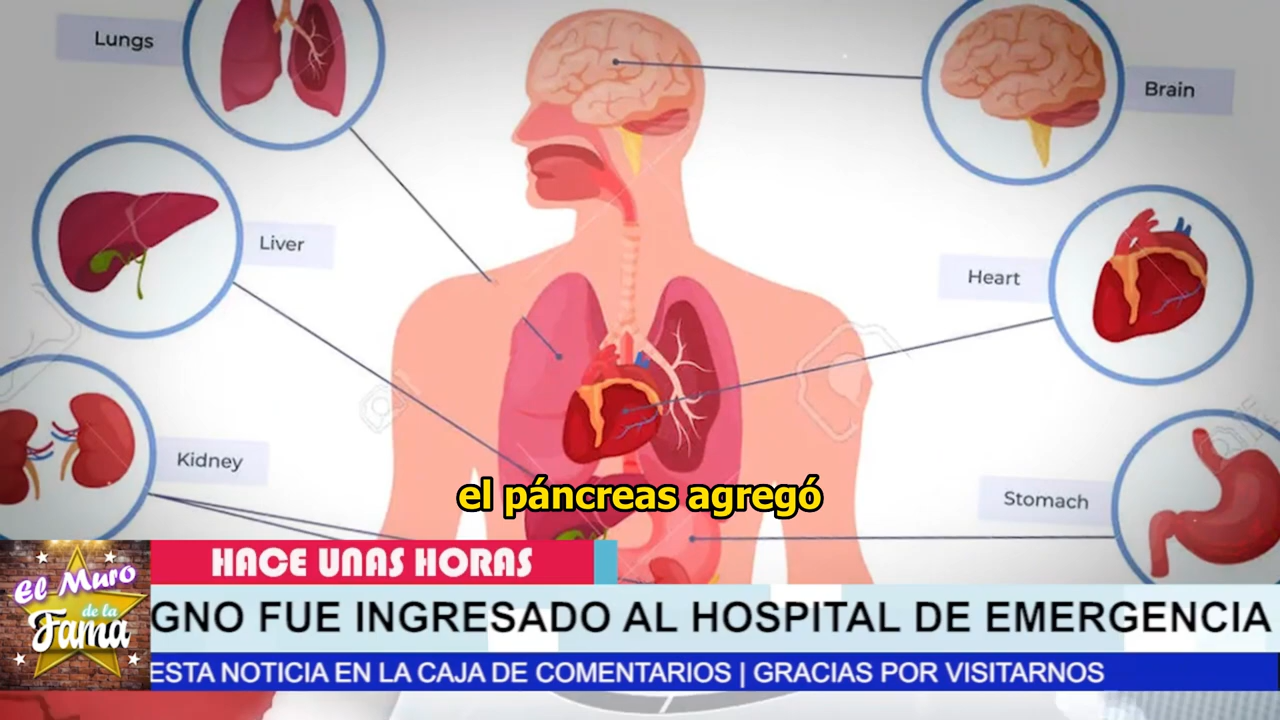 Lungs
Brain
Liver
Heart
Kidney
Stomach
el páncreas agregó
HACE UNAS HORAS
El Muro
de la
Fama
GNO FUE INGRESADO AL HOSPITAL DE EMERGENCIA
ESTA NOTICIA EN LA CAJA DE COMENTARIOS | GRACIAS POR VISITARNOS